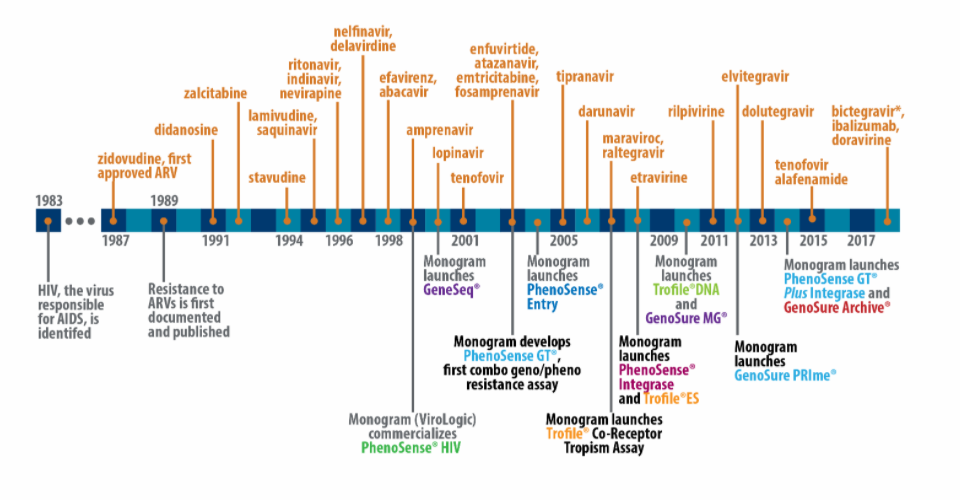 nelfinavir,
delavirdine
ritonavir,
indinavir,
nevirapine
efavirenz,
abacavir
enfuvirtide,
atazanavir,
emtricitabine,
fosamprenavir
tipranavir
elvitegravir
zalcitabine
lamivudine,
saquinavir
darunavir
rilpivirine
dolutegravir
bictegravir*,
ibalizumab,
doravirine
didanosine
amprenavir
maraviroc,
raltegravir
zidovudine, first
approved ARV
lopinavir
stavudine
tenofovir
etravirine
tenofovir
alafenamide
1983
1989
1987
1991
1994
1996
1998
2001
2005
2009
2011
2013
2015
2017
HIV, the virus
responsible
for AIDS, is
identifed
Resistance to
ARVs is first
documented
and published
Monogram
launches
GeneSeq®
Monogram
launches
PhenoSense®
Entry
Monogram
launches
Trofile®DNA
and
GenoSure MG®
Monogram launches
PhenoSense GT®
Plus Integrase and
GenoSure Archive®
Monogram develops
PhenoSense GT®,
first combo geno/pheno
resistance assay
Monogram
launches
PhenoSense®
Integrase
and Trofile®ES
Monogram
launches
GenoSure PRIme®
Monogram (ViroLogic)
commercializes
PhenoSense® HIV
Monogram launches
Trofile® Co-Receptor
Tropism Assay